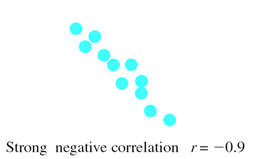 Strong negative correlation r = −0.9